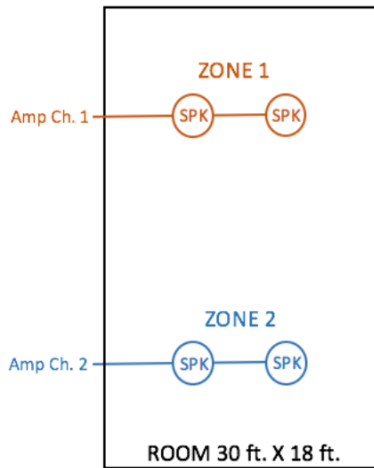 ZONE 1
Amp Ch. 1 SPK SPK
ZONE 2
Amp Ch. 2 SPK SPK
ROOM 30 ft. X 18 ft.